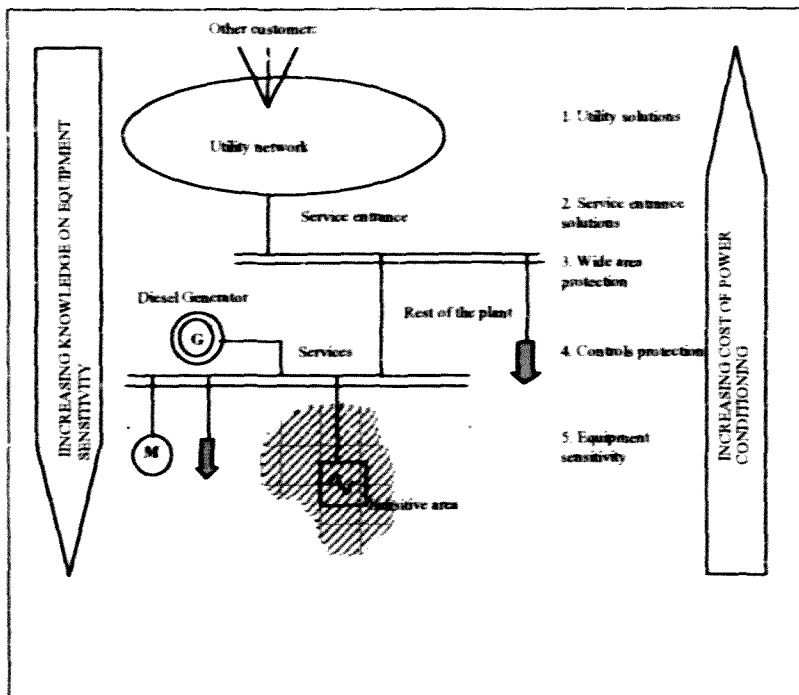 Other customer:
Utility network
Service entrance
Diesel Generator
G
Services
Rest of the plant
M
Sensitive area
1. Utility solutions
2. Service entrance
solutions
3. Wide area
protection
4. Controls protection
5. Equipment
sensitivity
IINCREASING KNOWLEDGE ON EQUIPMENT
SENSITIVITY
INCREASING COST OF POWER
CONDITIONING